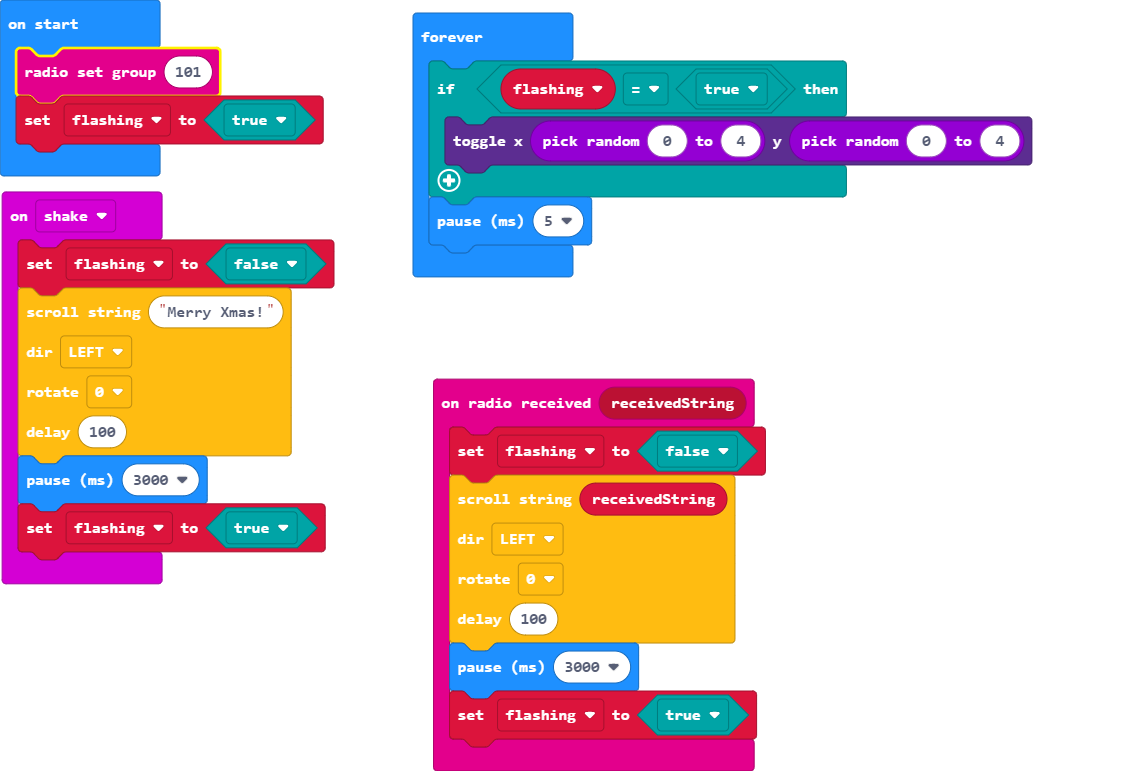 on start
radio set group 101
set flashing to true
on shake
set flashing to false
scroll string "Merry Xmas!"
dir LEFT
rotate 0
delay 100
pause (ms) 3000
set flashing to true
forever
if flashing = true then
toggle x pick random 0 to 4 y pick random 0 to 4
pause (ms) 5
on radio received receivedString
set flashing to false
scroll string receivedString
dir LEFT
rotate 0
delay 100
pause (ms) 3000
set flashing to true